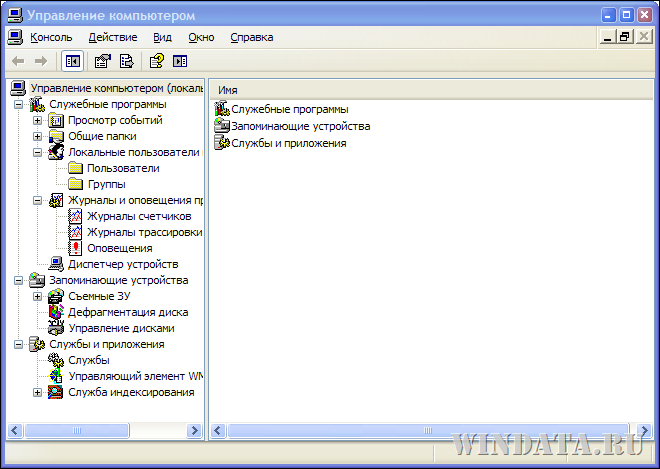 Управление компьютером
Консоль Действие Вид Окно Справка
Управление компьютером (локаль
Служебные программы
Просмотр событий
Общие папки
Локальные пользователи
Пользователи
Группы
Журналы и оповещения пр
Журналы счетчиков
Журналы трассировки
Оповещения
Диспетчер устройств
Запоминающие устройства
Съемные ЗУ
Дефрагментация диска
Управление дисками
Службы и приложения
Службы
Управляющий элемент WM
Служба индексирования
Имя
Служебные программы
Запоминающие устройства
Службы и приложения
WINDATA.RU